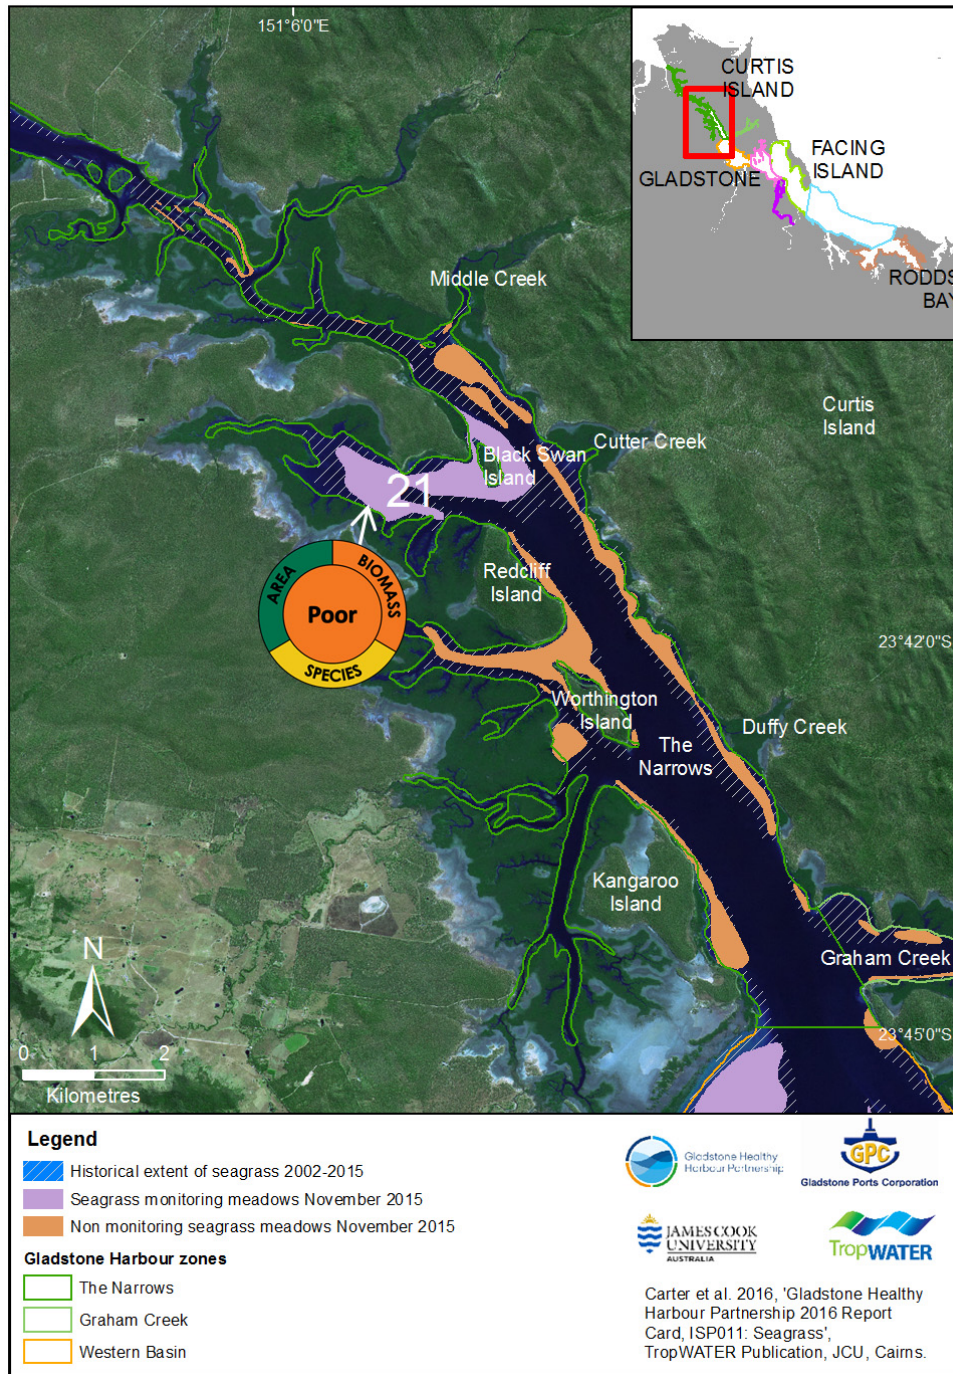 151°6'0"E
CURTIS
ISLAND
FACING
ISLAND
GLADSTONE
RODDS
BAY
Middle Creek
Curtis
Island
Cutter Creek
Black Swan
Island
21
Redcliff
Island
AREA
BIOMASS
Poor
SPECIES
23°42'0"S
Worthington
Island
Duffy Creek
The
Narrows
Kangaroo
Island
Graham Creek
N
23°45'0"S
0 1 2
Kilometres
Legend
Historical extent of seagrass 2002-2015
Seagrass monitoring meadows November 2015
Non monitoring seagrass meadows November 2015
Gladstone Harbour zones
The Narrows
Graham Creek
Western Basin
Gladstone Healthy
Harbour Partnership
GPC
Gladstone Ports Corporation
JAMES COOK
UNIVERSITY
AUSTRALIA
TropWATER
Carter et al. 2016, 'Gladstone Healthy
Harbour Partnership 2016 Report
Card, ISP011: Seagrass',
TropWATER Publication, JCU, Cairns.